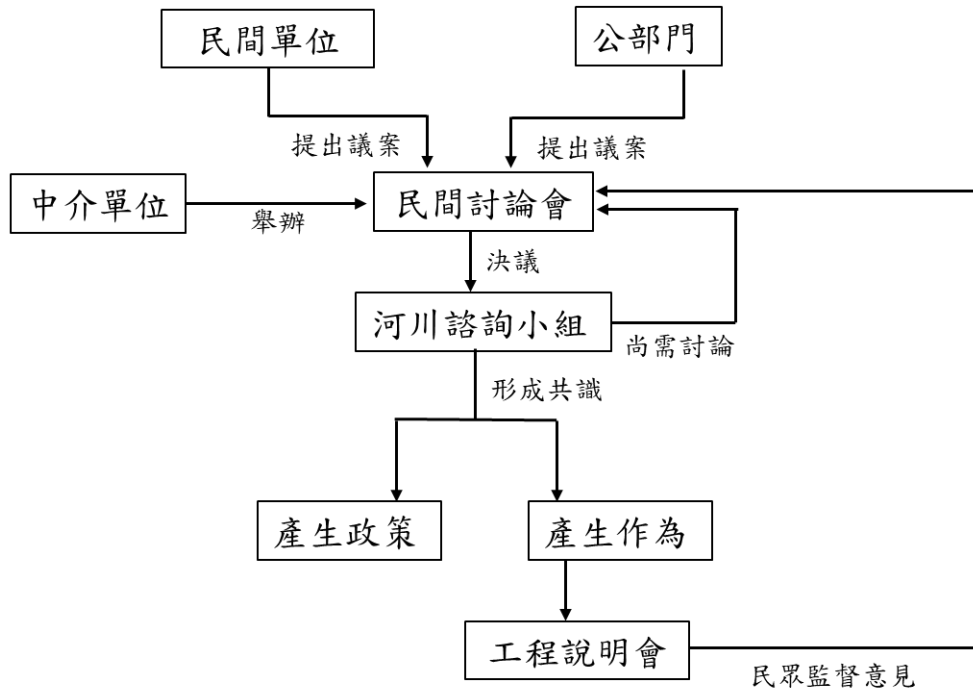 民間單位
公部門
提出議案
提出議案
中介單位
舉辦
民間討論會
決議
河川諮詢小組
尚需討論
形成共識
產生政策
產生作為
工程說明會
民眾監督意見